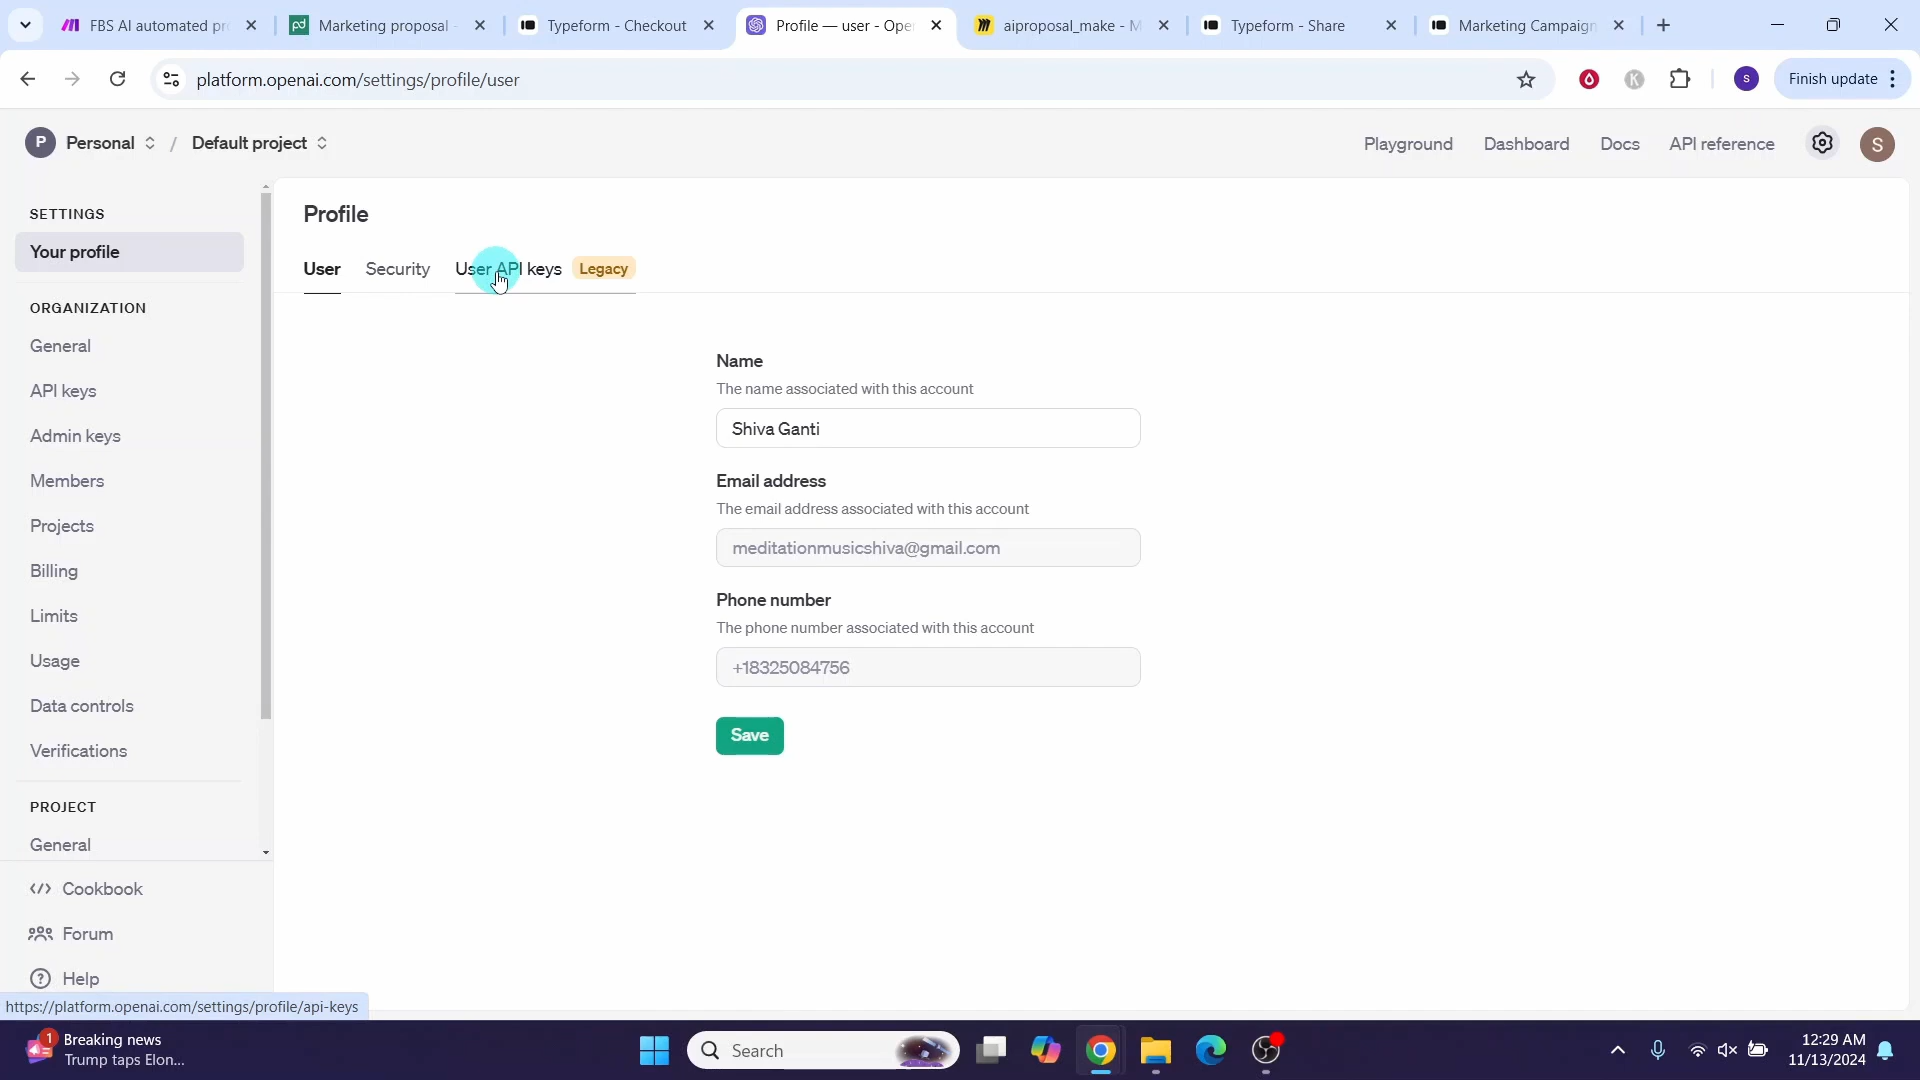 FBS AI automated pr
Marketing proposal -
Typeform - Checkout
Profile — user - Ope
aiproposal_make - M
Typeform - Share
Marketing Campaign
platform.openai.com/settings/profile/user
K
S
Finish update
P Personal / Default project
Playground
Dashboard
Docs
API reference
S
SETTINGS
Your profile
ORGANIZATION
General
API keys
Admin keys
Members
Projects
Billing
Limits
Usage
Data controls
Verifications
PROJECT
General
Cookbook
Forum
Help
Profile
User Security User API keys Legacy
Name
The name associated with this account
Shiva Ganti
Email address
The email address associated with this account
meditationmusicshiva@gmail.com
Phone number
The phone number associated with this account
+18325084756
Save
https://platform.openai.com/settings/profile/api-keys
1 Breaking news
Trump taps Elon...
Search
12:29 AM
11/13/2024